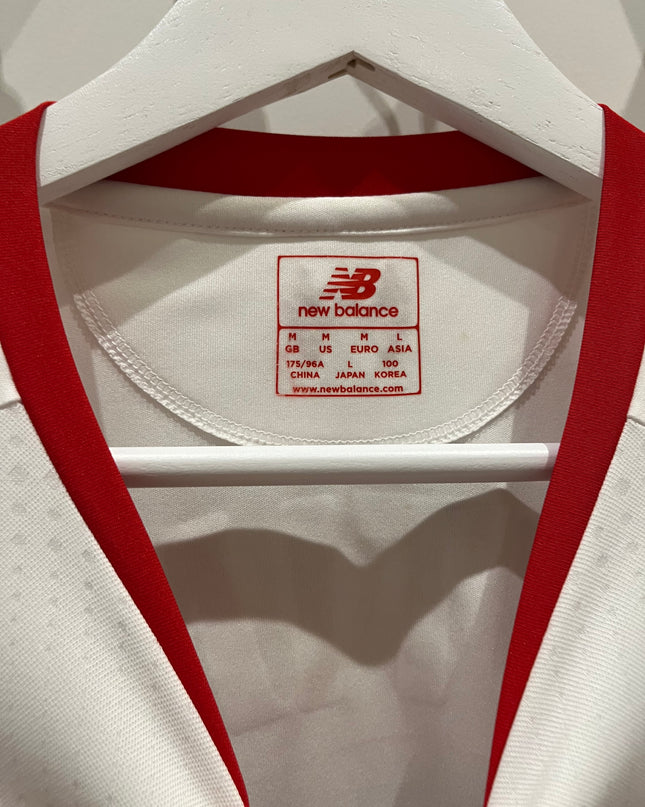 NB
new balance
M M M L
GB US EURO ASIA
175/96A L 100
CHINA JAPAN KOREA
www.newbalance.com